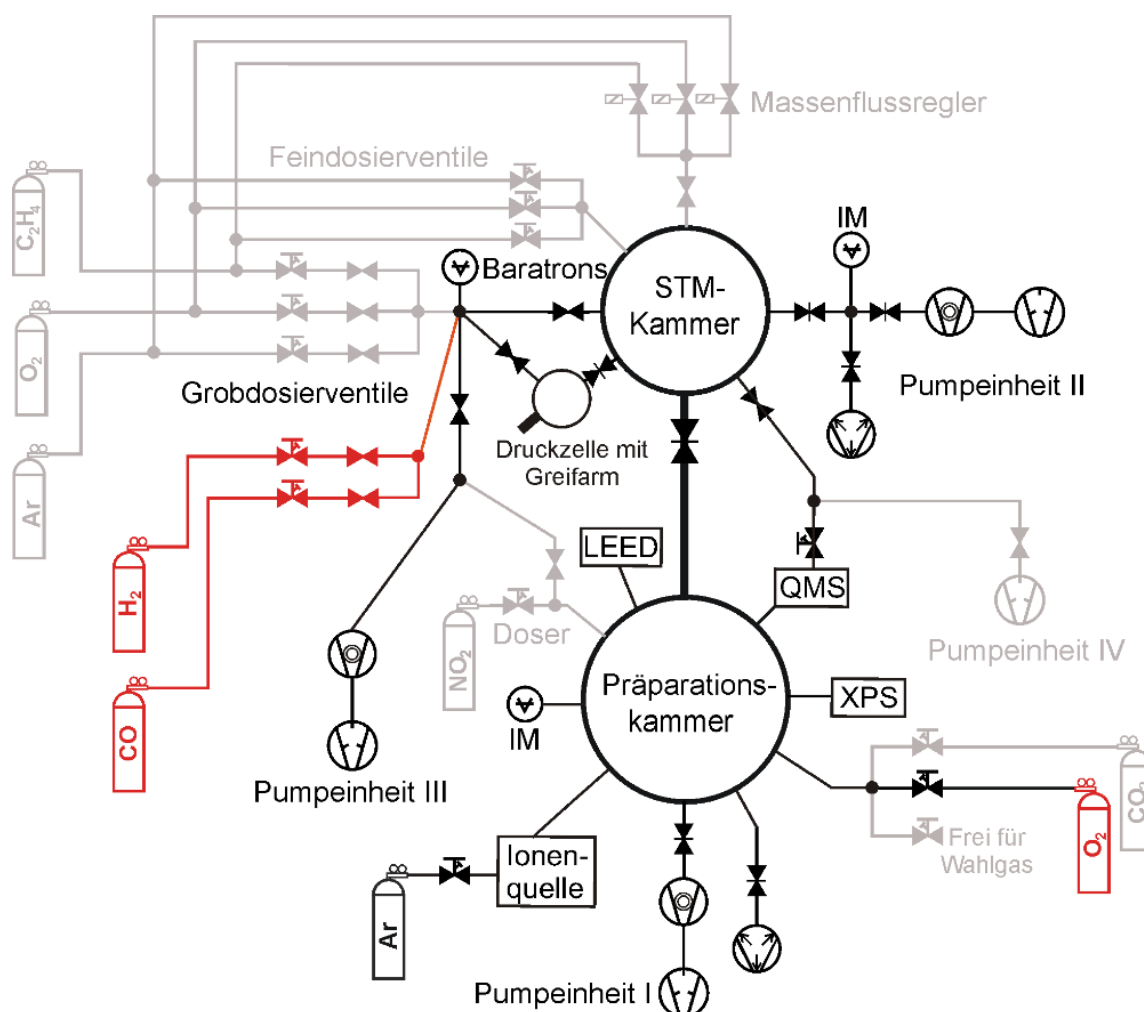 Massenflussregler
Feindosierventile
C₂H₄
IM
Baratrons
STM-
Kammer
O₂
Grobdosierventile
Pumpeinheit II
Druckzelle mit
Greifarm
Ar
LEED
QMS
H₂
NO₂
Doser
Pumpeinheit IV
Präparations-
kammer
XPS
CO
IM
Pumpeinheit III
CO₂
O₂
Frei für
Wahlgas
Ionen-
quelle
Ar
Pumpeinheit I